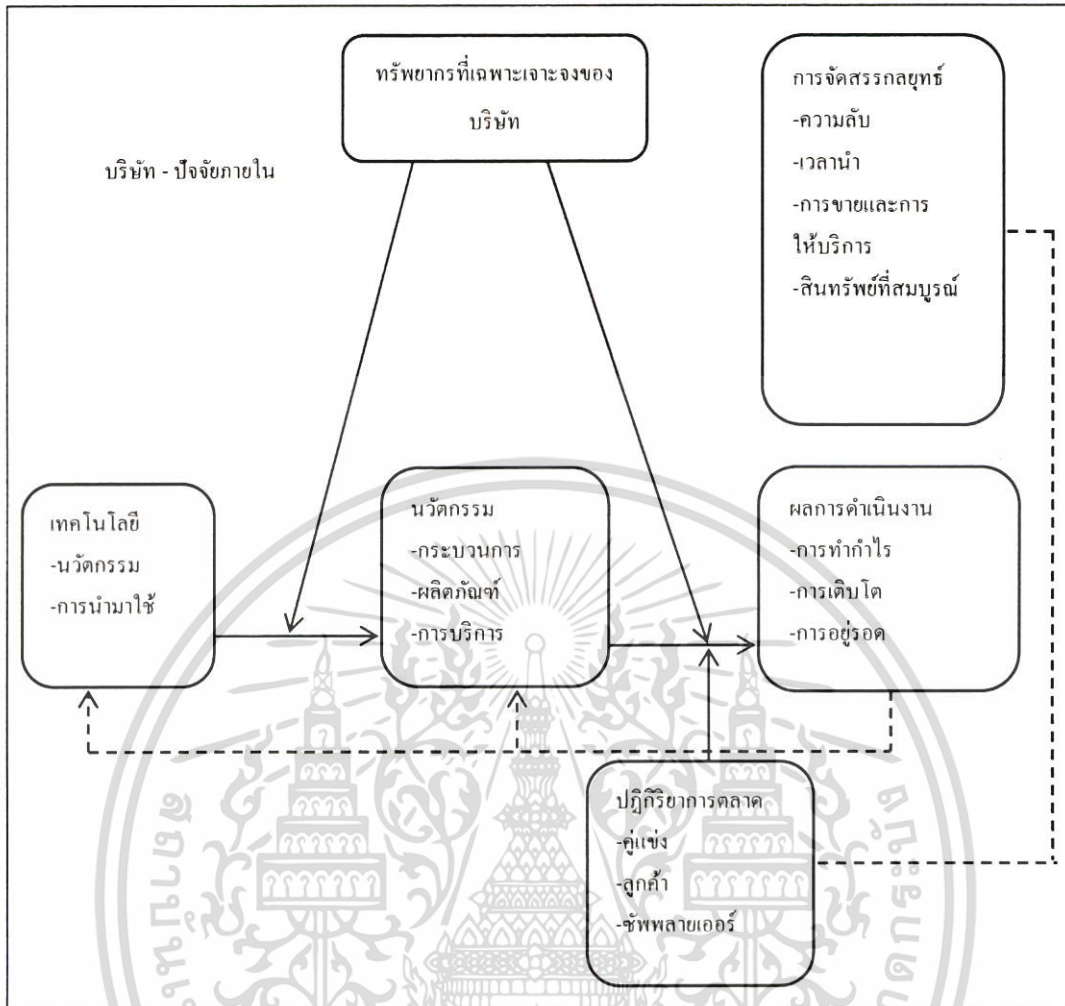 ทรัพยากรที่เฉพาะเจาะจงของ
บริษัท
การจัดสรรกลยุทธ์
-ความลับ
-เวลานำ
-การขายและการ
ให้บริการ
-สินทรัพย์ที่สมบูรณ์
บริษัท - ปัจจัยภายใน
เทคโนโลยี
-นวัตกรรม
-การนำมาใช้
นวัตกรรม
-กระบวนการ
-ผลิตภัณฑ์
-การบริการ
ผลการดำเนินงาน
-การทำกำไร
-การเติบโต
-การอยู่รอด
ปฏิกิริยาการตลาด
-คู่แข่ง
-ลูกค้า
-ซัพพลายเออร์